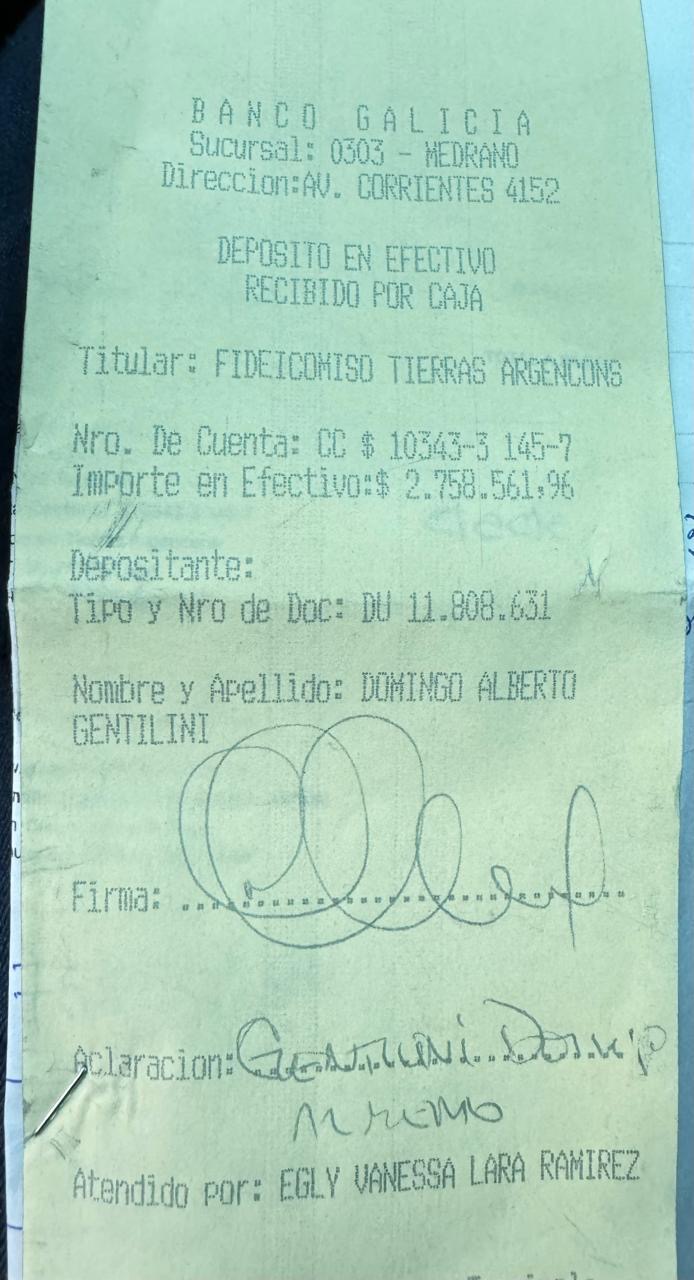 BANCO GALICIA
Sucursal: 0303 - MEDRANO
Direccion:AV. CORRIENTES 4152
DEPOSITO EN EFECTIVO
RECIBIDO POR CAJA
Titular: FIDEICOMISO TIERRAS ARGENCONS
Nro. De Cuenta: CC $ 10343-3 145-7
Importe en Efectivo:$ 2.758.561,96
Depositante:
Tipo y Nro de Doc: DU 11.808.631
Nombre y Apellido: DOMINGO ALBERTO
GENTILINI
Firma:
Aclaracion: GENTILINI
Atendido por: EGLY VANESSA LARA RAMIREZ